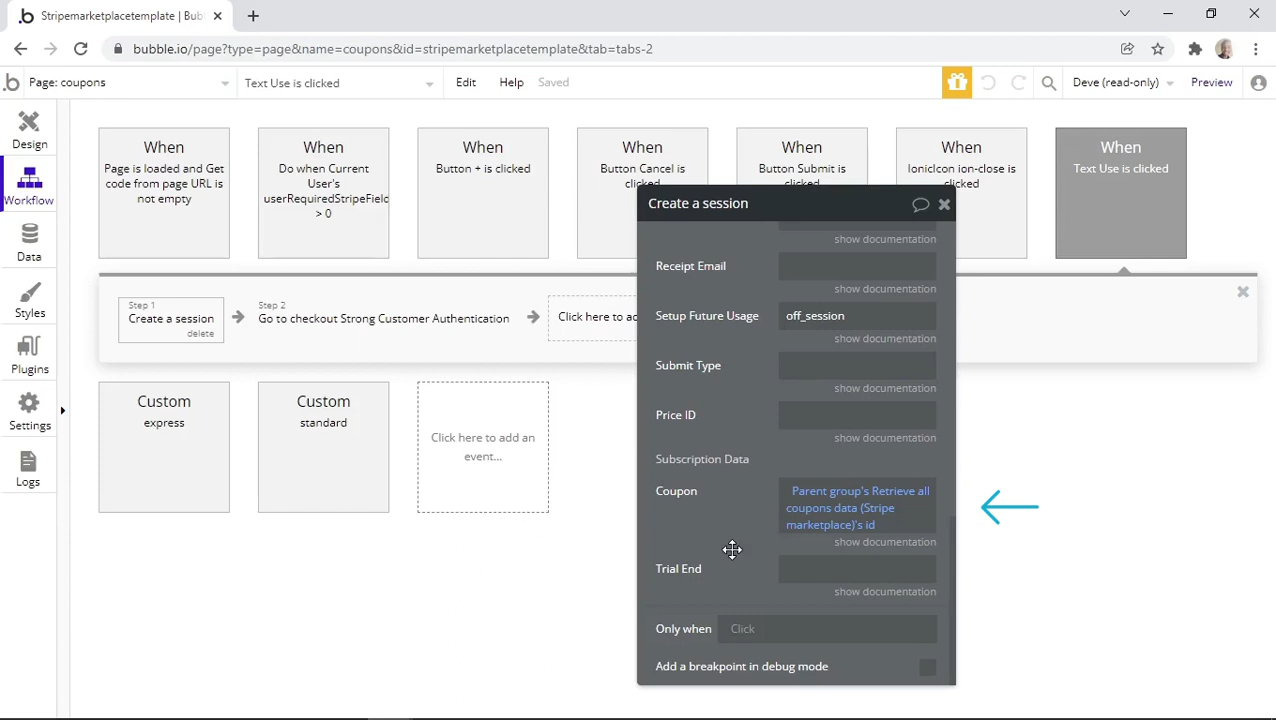 Stripemarketplacetemplate | Bub
bubble.io/page?type=page&name=coupons&id=stripemarketplacetemplate&tab=tabs-2
Page: coupons
Text Use is clicked
Edit
Help
Saved
Deve (read-only)
Preview
Design
Workflow
Data
Styles
Plugins
Settings
Logs
When
Page is loaded and Get
code from page URL is
not empty
When
Do when Current
User's
userRequiredStripeField
> 0
When
Button + is clicked
When
Button Cancel is
clicked
When
Button Submit is
clicked
When
IonicIcon ion-close is
clicked
When
Text Use is clicked
Step 1
Create a session
delete
Step 2
Go to checkout Strong Customer Authentication
Click here to ac
Custom
express
Custom
standard
Click here to add an
event...
Create a session
show documentation
Receipt Email
show documentation
Setup Future Usage
off_session
show documentation
Submit Type
show documentation
Price ID
show documentation
Subscription Data
Coupon
Parent group's Retrieve all
coupons data (Stripe
marketplace)'s id
show documentation
Trial End
show documentation
Only when
Click
Add a breakpoint in debug mode